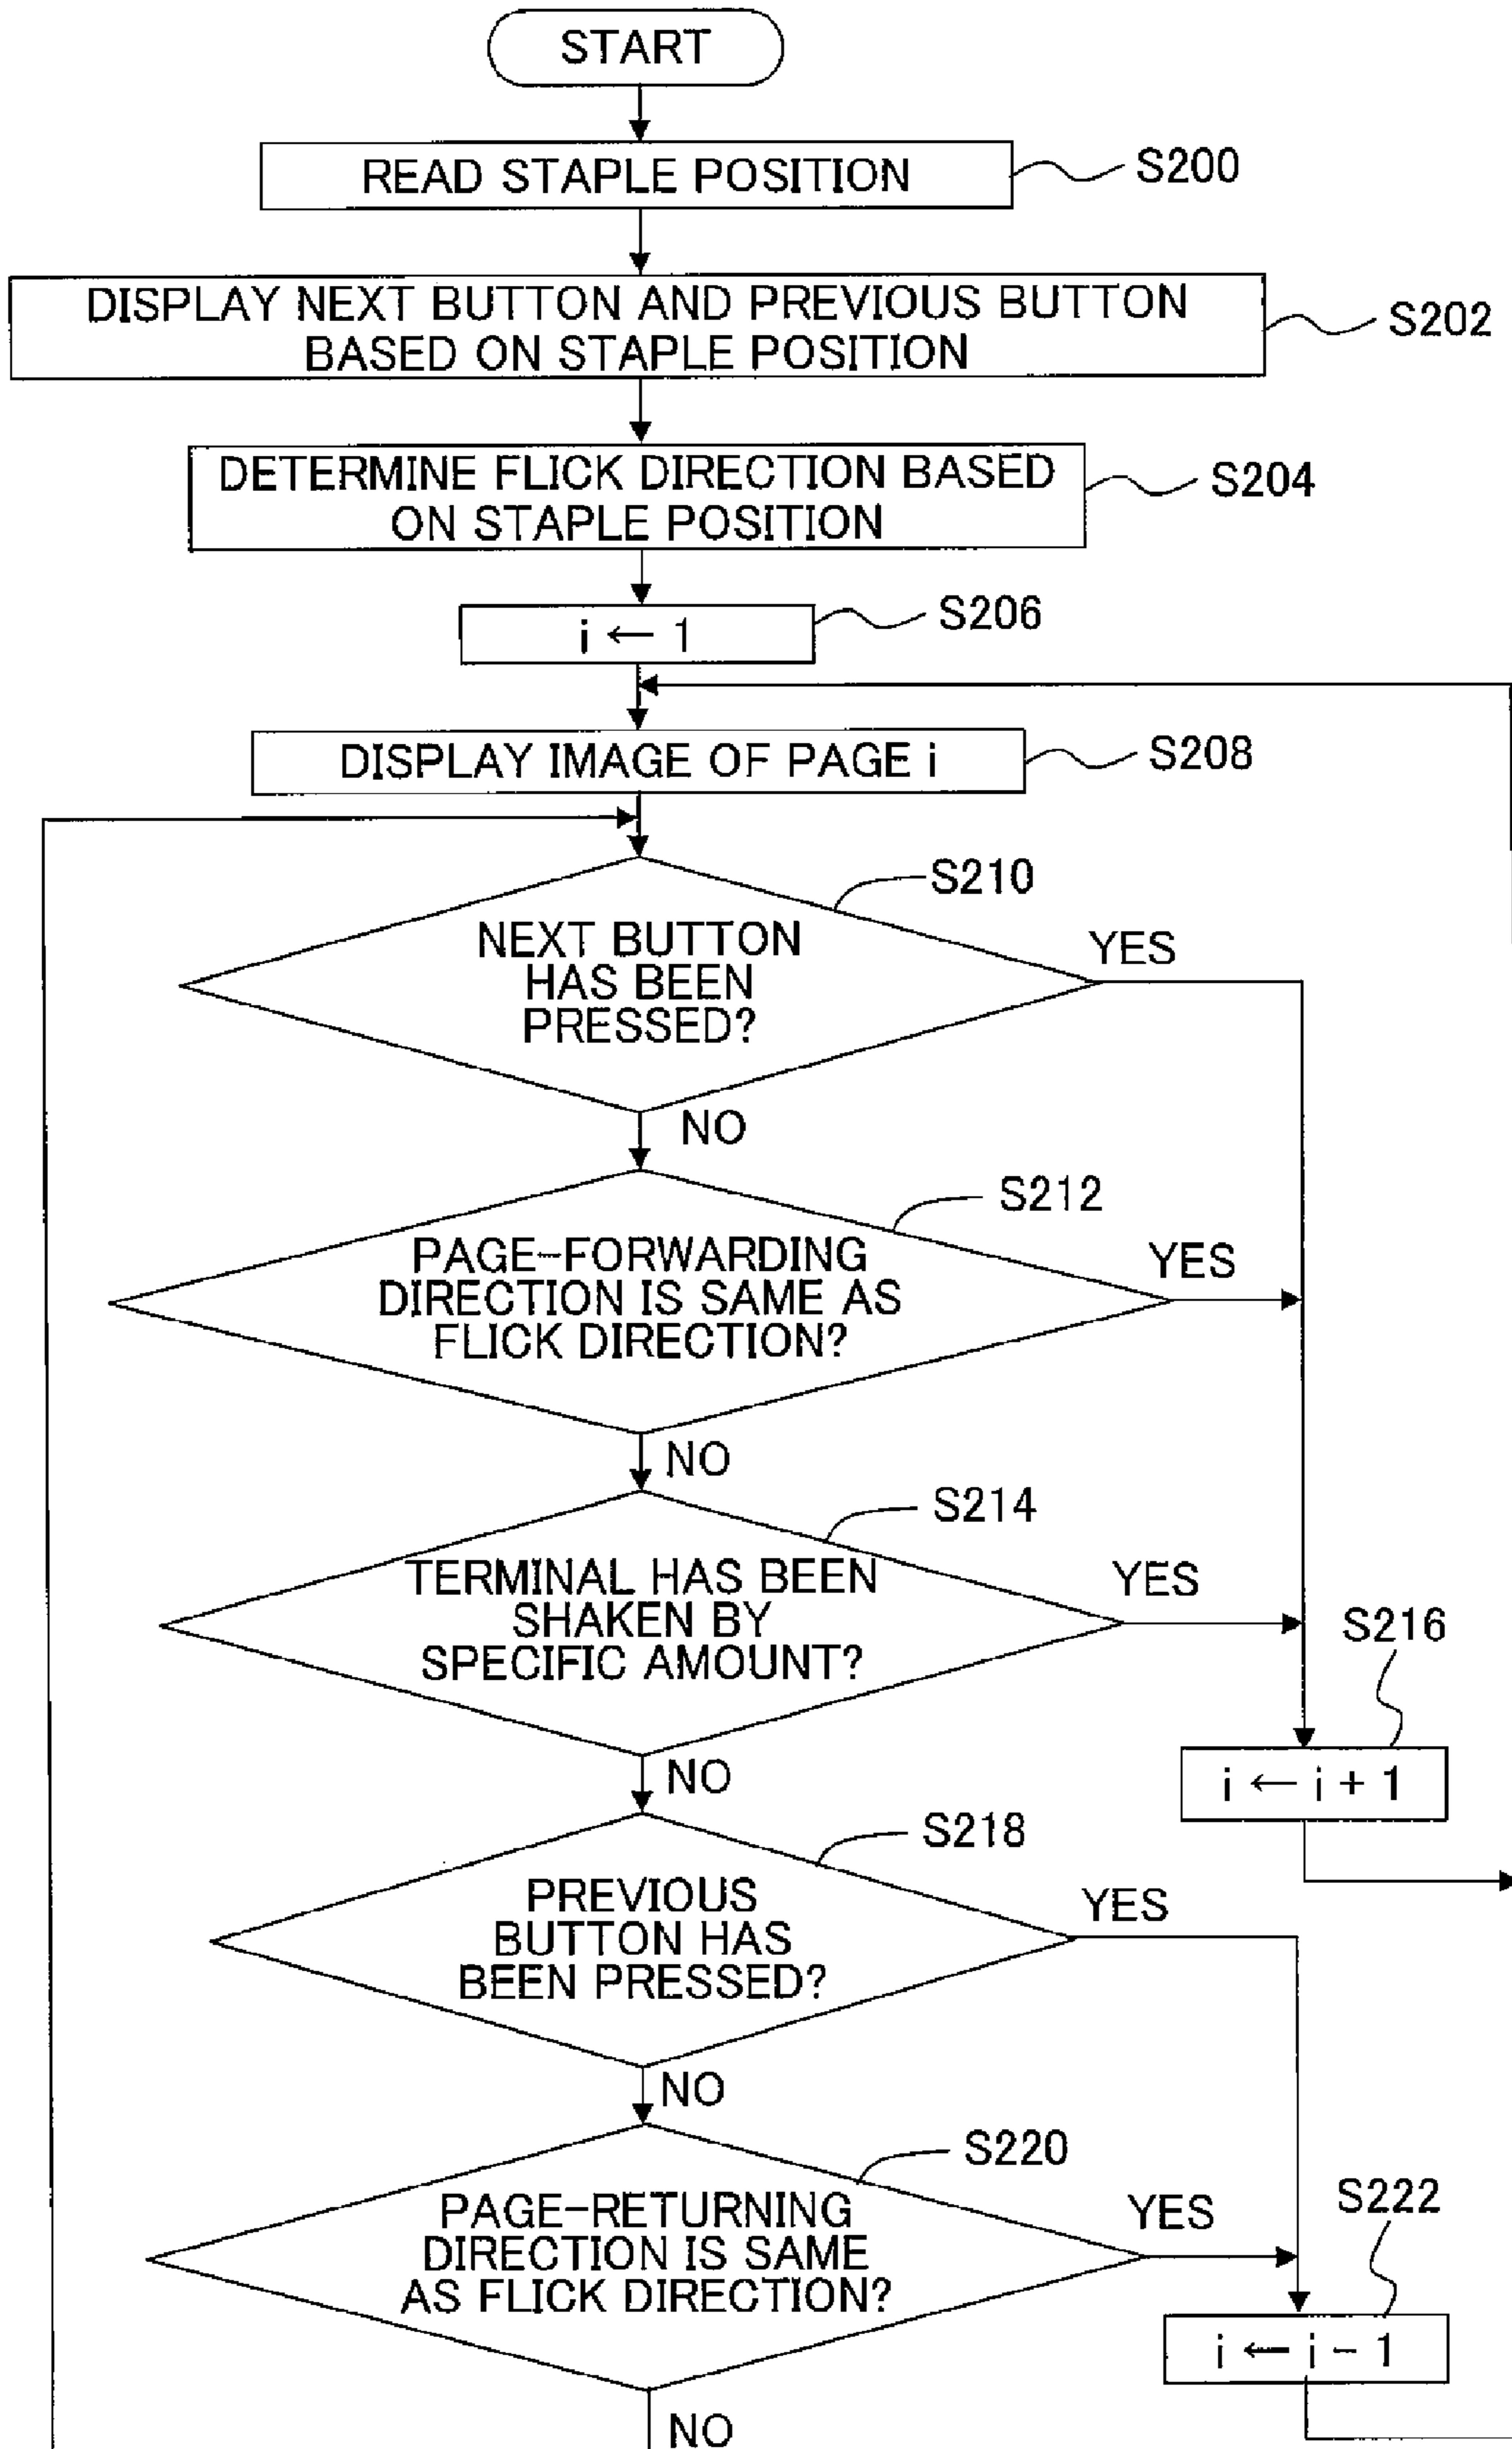 START
READ STAPLE POSITION
S200
DISPLAY NEXT BUTTON AND PREVIOUS BUTTON
BASED ON STAPLE POSITION
S202
DETERMINE FLICK DIRECTION BASED
ON STAPLE POSITION
S204
i ← 1
S206
DISPLAY IMAGE OF PAGE i
S208
S210
NEXT BUTTON
HAS BEEN
PRESSED?
YES
NO
S212
PAGE-FORWARDING
DIRECTION IS SAME AS
FLICK DIRECTION?
YES
NO
S214
TERMINAL HAS BEEN
SHAKEN BY
SPECIFIC AMOUNT?
YES
NO
S216
i ← i + 1
S218
PREVIOUS
BUTTON HAS
BEEN PRESSED?
YES
NO
S220
PAGE-RETURNING
DIRECTION IS SAME
AS FLICK DIRECTION?
YES
NO
S222
i ← i - 1